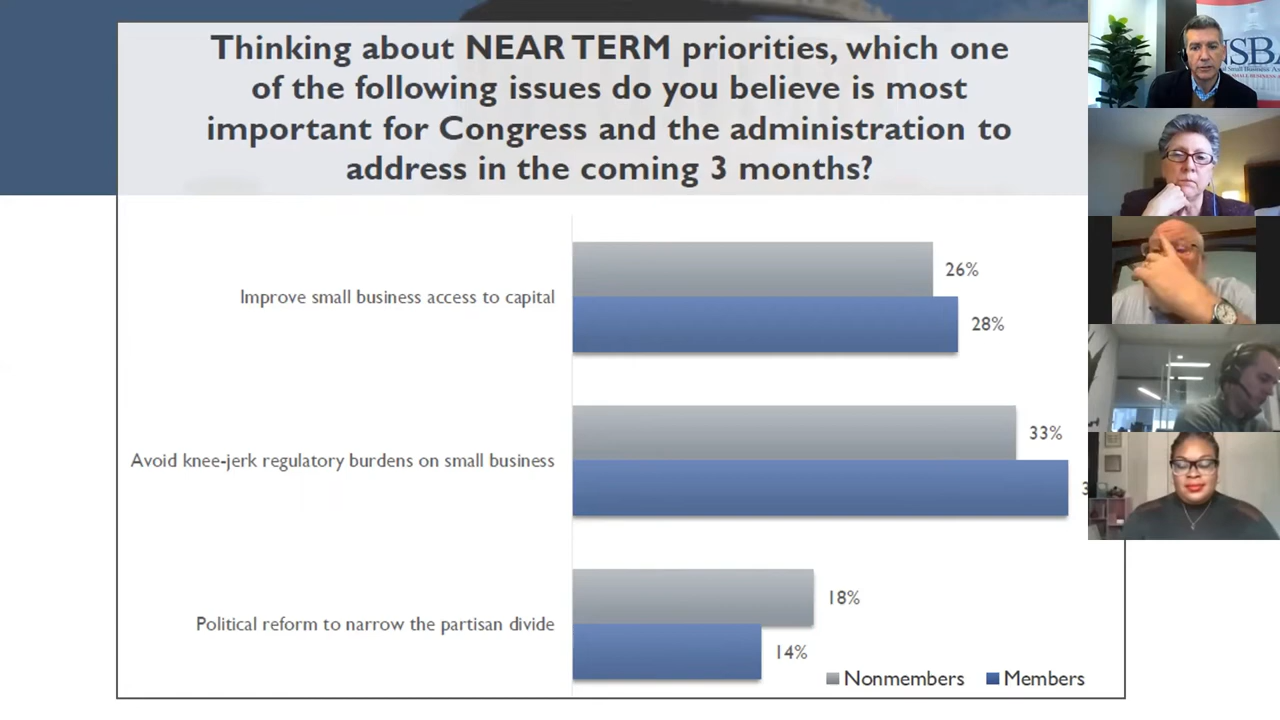 Thinking about NEAR TERM priorities, which one
of the following issues do you believe is most
important for Congress and the administration to
address in the coming 3 months?
26%
Improve small business access to capital
28%
33%
Avoid knee-jerk regulatory burdens on small business
18%
Political reform to narrow the partisan divide
14%
Nonmembers Members